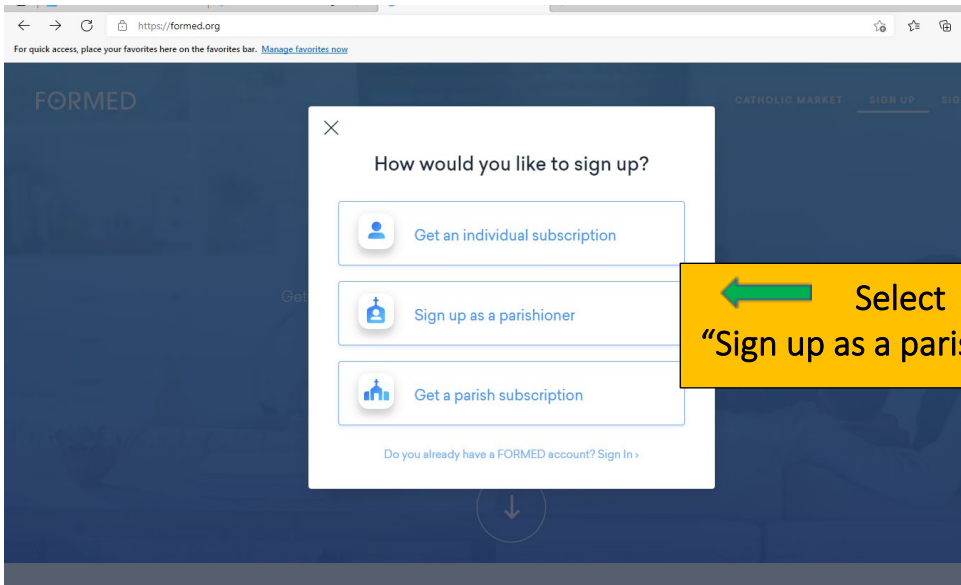 https://formed.org
For quick access, place your favorites here on the favorites bar. Manage favorites now
FORMED
CATHOLIC MARKET SIGN UP
How would you like to sign up?
Get an individual subscription
Get
Sign up as a parishioner
Select
“Sign up as a paris
Get a parish subscription
Do you already have a FORMED account? Sign In ›